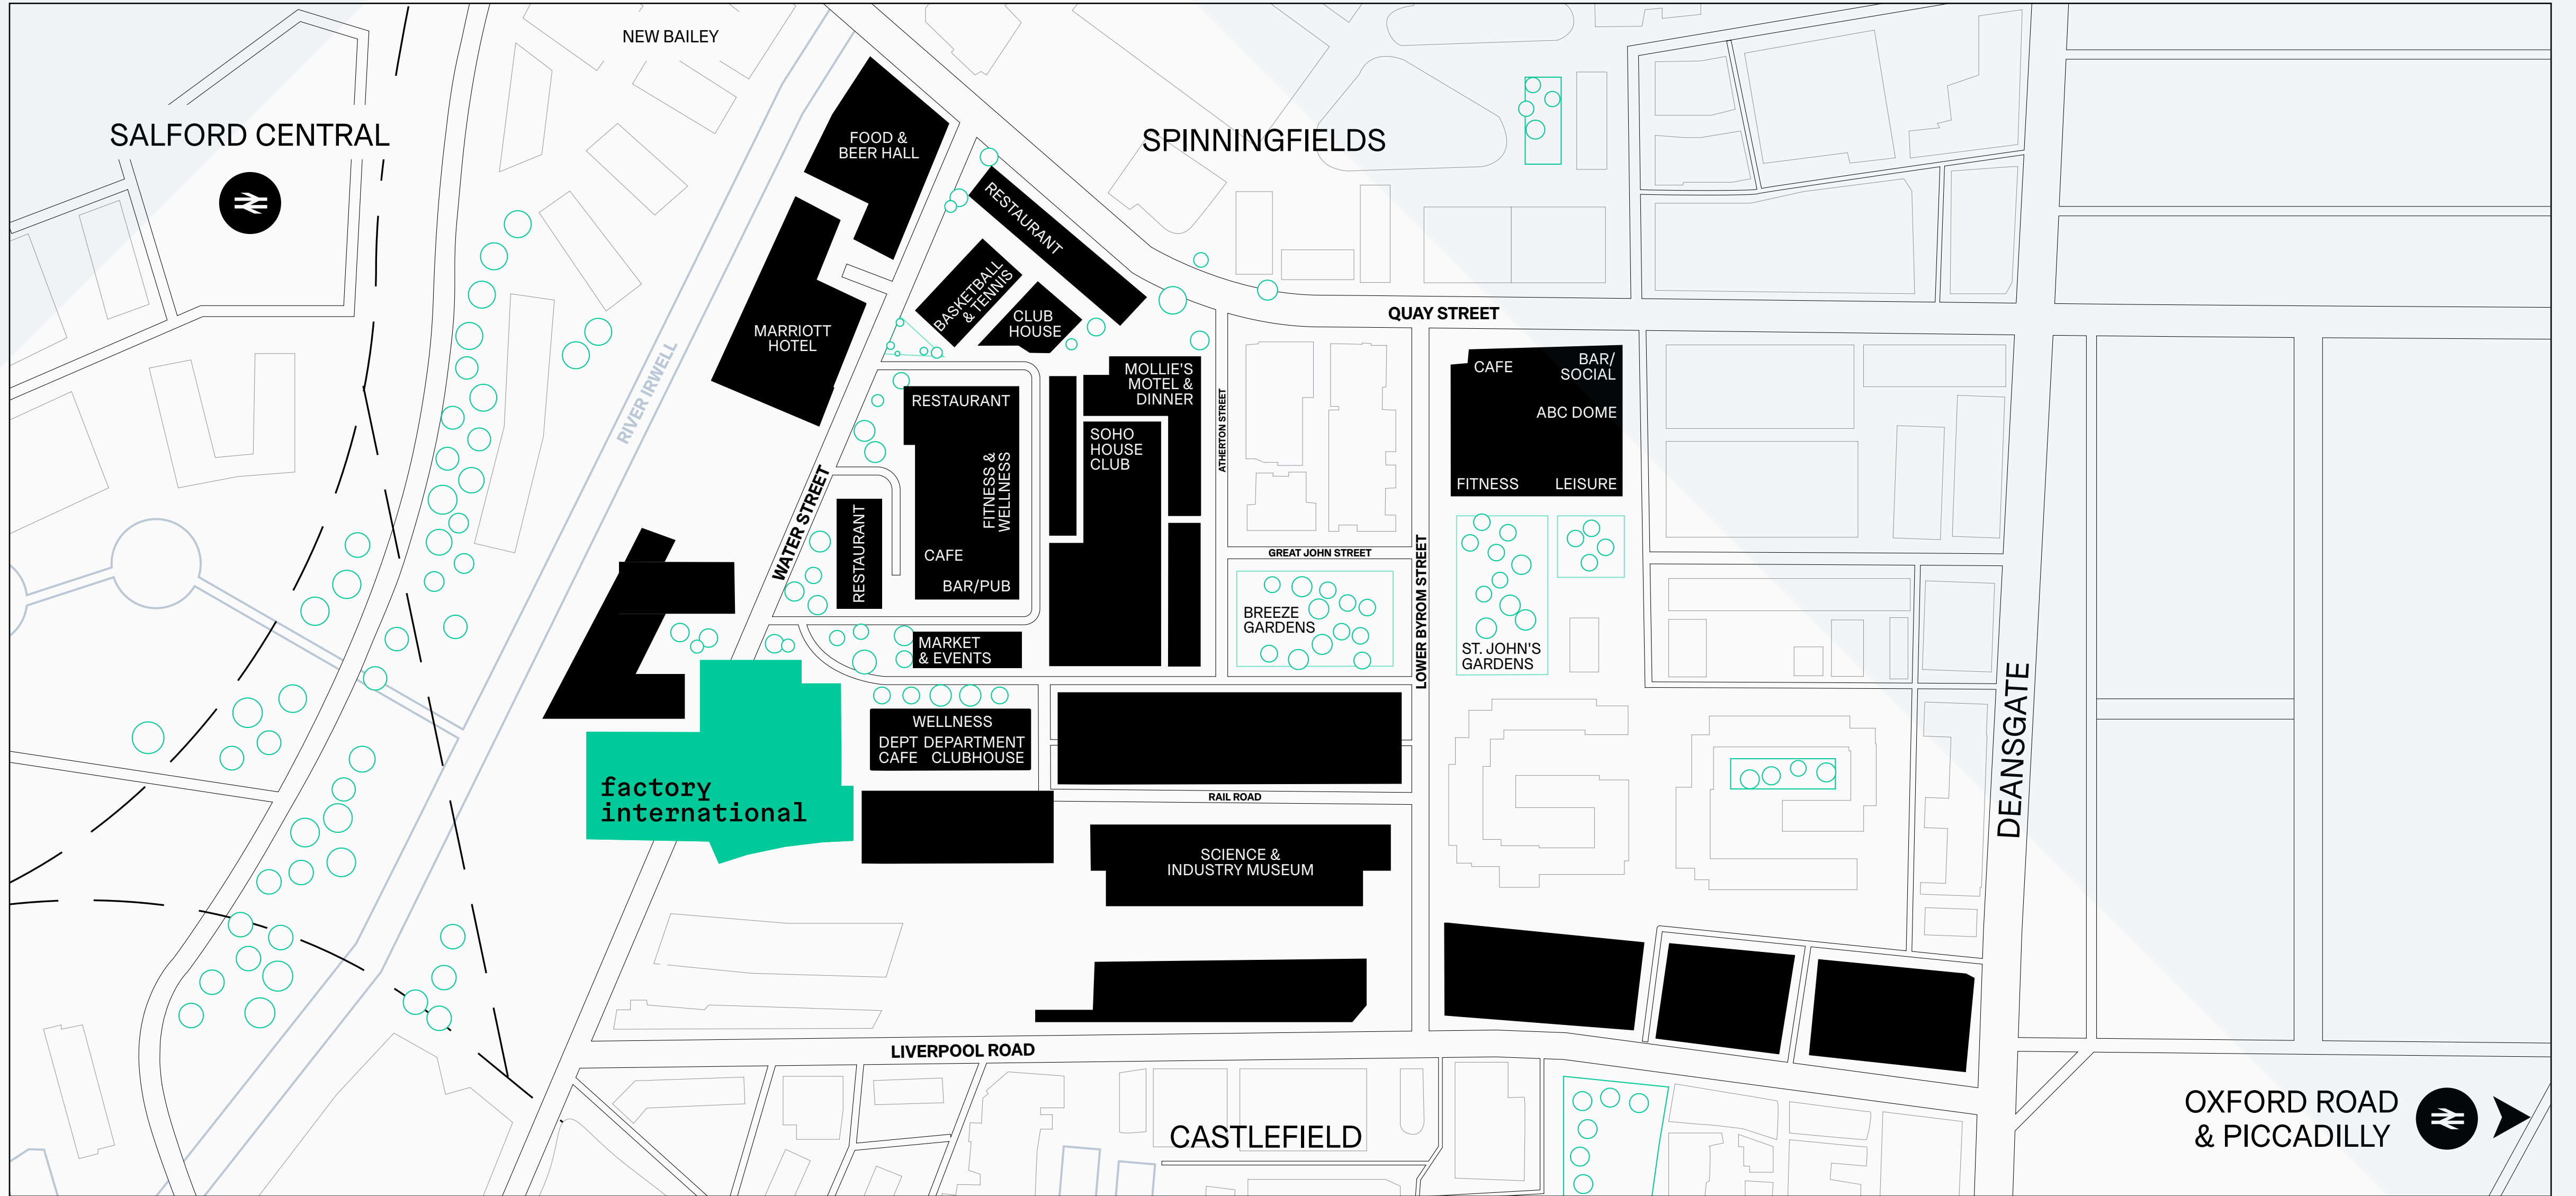 NEW BAILEY
SALFORD CENTRAL
SPINNINGFIELDS
FOOD &
BEER HALL
RESTAURANT
BASKETBALL
& TENNIS
CLUB
HOUSE
MARRIOTT
HOTEL
QUAY STREET
RIVER IRWELL
MOLLIE'S
MOTEL &
DINNER
CAFE
BAR/
SOCIAL
ABC DOME
FITNESS
LEISURE
RESTAURANT
FITNESS &
WELLNESS
CAFE
BAR/PUB
SOHO
HOUSE
CLUB
ATHERTON STREET
WATER STREET
RESTAURANT
GREAT JOHN STREET
LOWER BYROM STREET
BREEZE
GARDENS
ST. JOHN'S
GARDENS
MARKET
& EVENTS
WELLNESS
DEPT DEPARTMENT
CAFE CLUBHOUSE
factory
international
RAIL ROAD
SCIENCE &
INDUSTRY MUSEUM
DEANSGATE
LIVERPOOL ROAD
CASTLEFIELD
OXFORD ROAD
& PICCADILLY